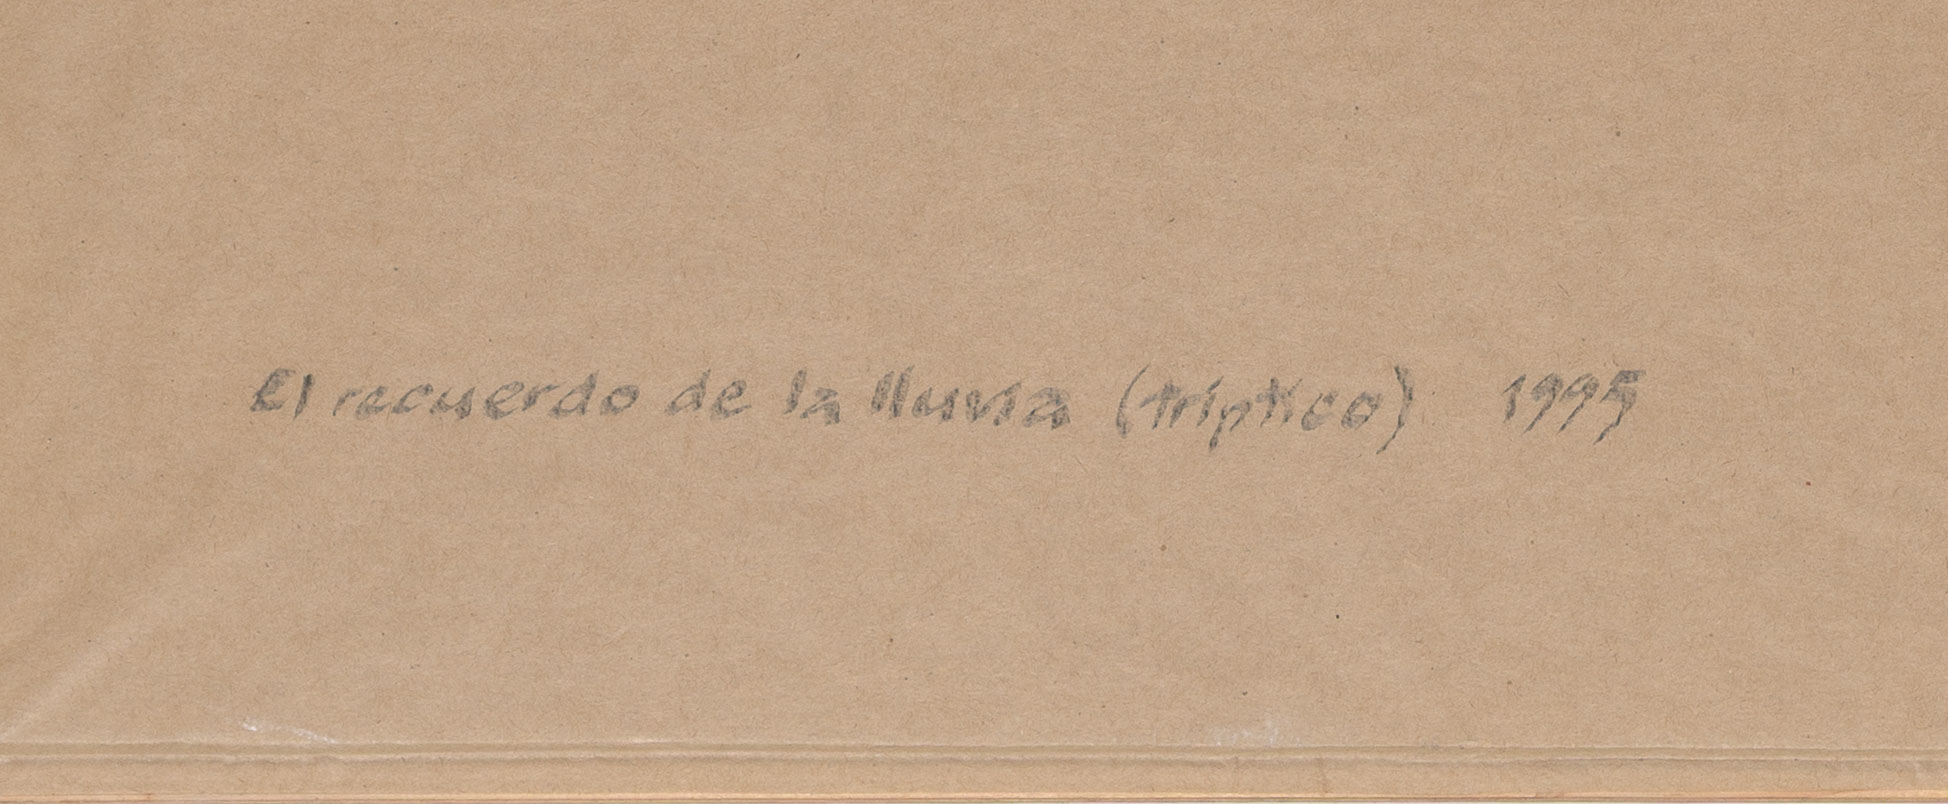 El recuerdo de la lluvia (tríptico) 1995